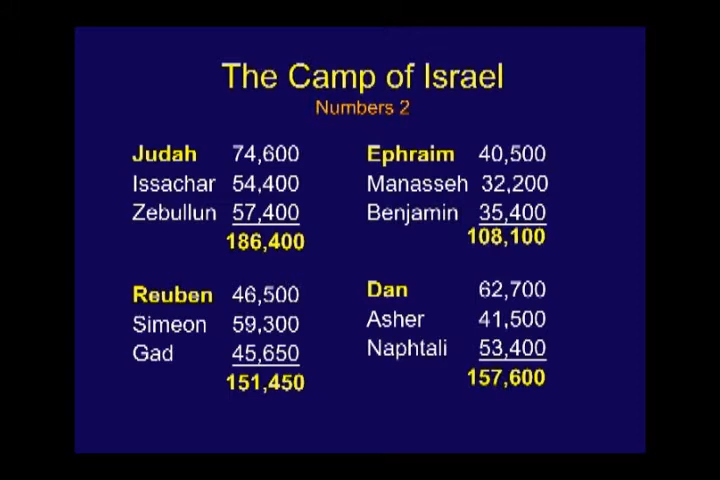 The Camp of Israel
Numbers 2
Judah 74,600
Issachar 54,400
Zebullun 57,400
186,400
Ephraim 40,500
Manasseh 32,200
Benjamin 35,400
108,100
Reuben 46,500
Simeon 59,300
Gad 45,650
151,450
Dan 62,700
Asher 41,500
Naphtali 53,400
157,600